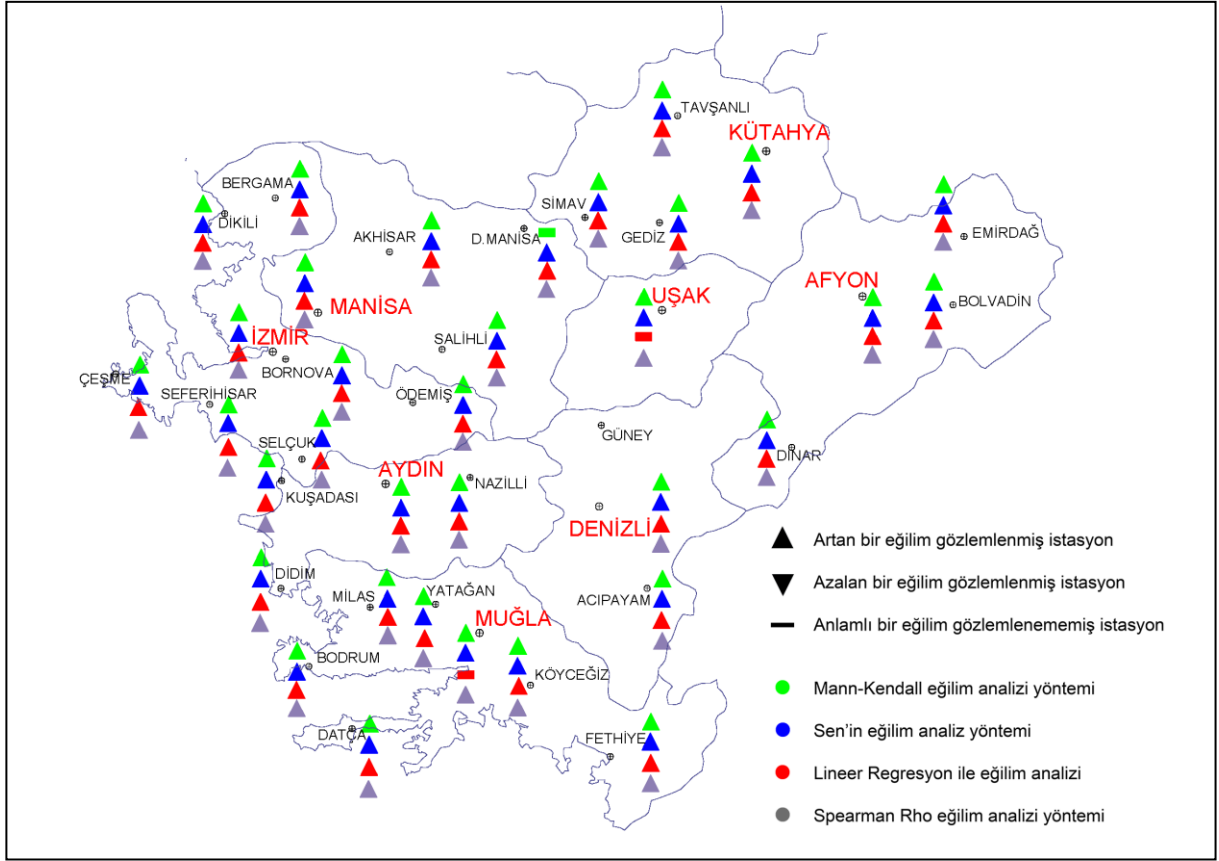 TAVŞANLI
KÜTAHYA
BERGAMA
DİKİLİ
SİMAV
GEDİZ
AKHİSAR
D.MANİSA
EMİRDAĞ
MANİSA
UŞAK
AFYON
BOLVADİN
İZMİR
BORNOVA
SALİHLİ
ÇEŞME
SEFERİHİSAR
ÖDEMİŞ
GÜNEY
SELÇUK
DİNAR
KUŞADASI
AYDIN
NAZİLLİ
DENİZLİ
DİDİM
MİLAS
YATAĞAN
ACIPAYAM
MUĞLA
BODRUM
KÖYCEĞİZ
DATÇA
FETHİYE
Artan bir eğilim gözlemlenmiş istasyon
Azalan bir eğilim gözlemlenmiş istasyon
Anlamlı bir eğilim gözlemlenememiş istasyon
Mann-Kendall eğilim analizi yöntemi
Sen'in eğilim analiz yöntemi
Lineer Regresyon ile eğilim analizi
Spearman Rho eğilim analizi yöntemi